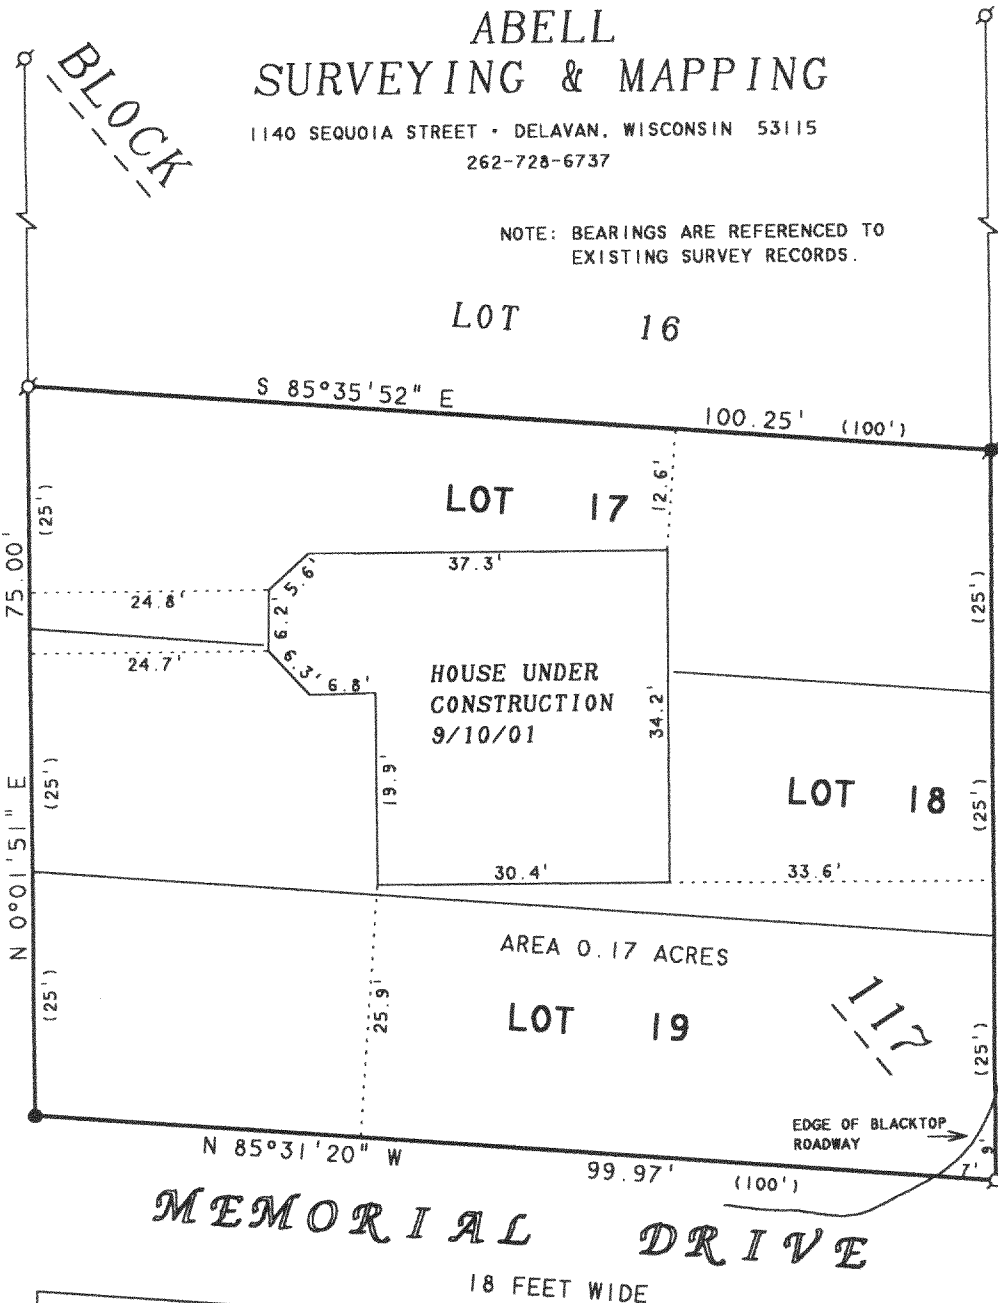 ABELL
SURVEYING & MAPPING
1140 SEQUOIA STREET • DELAVAN, WISCONSIN 53115
262-728-6737
BLOCK
NOTE: BEARINGS ARE REFERENCED TO
EXISTING SURVEY RECORDS.
LOT 16
S 85°35'52" E
100.25' (100')
12.6'
LOT 17
(25')
75.00'
37.3'
5.6'
24.8'
6.2'
(25')
24.7'
6.3'
6.8'
HOUSE UNDER
CONSTRUCTION
9/10/01
34.2'
19.9'
(25')
N 0°01'51" E
LOT 18
(25')
30.4'
33.6'
AREA 0.17 ACRES
(25')
25.9'
LOT 19
117
(25')
EDGE OF BLACKTOP
ROADWAY
9'
7'
N 85°31'20" W
99.97' (100')
MEMORIAL DRIVE
18 FEET WIDE